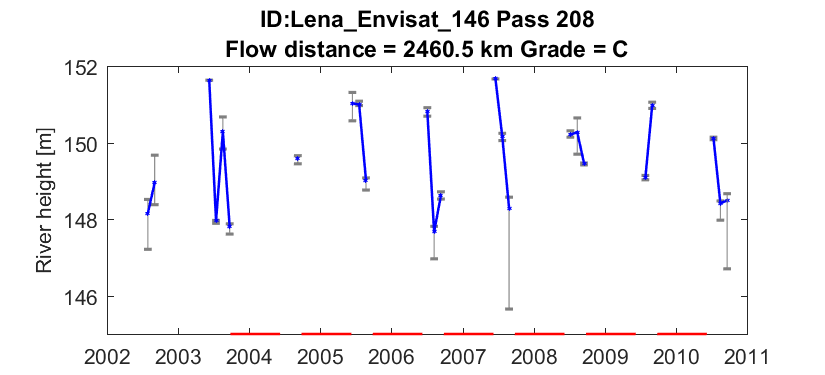 ID:Lena_Envisat_146 Pass 208
Flow distance = 2460.5 km Grade = C
River height [m]
152
150
148
146
2002 2003 2004 2005 2006 2007 2008 2009 2010 2011